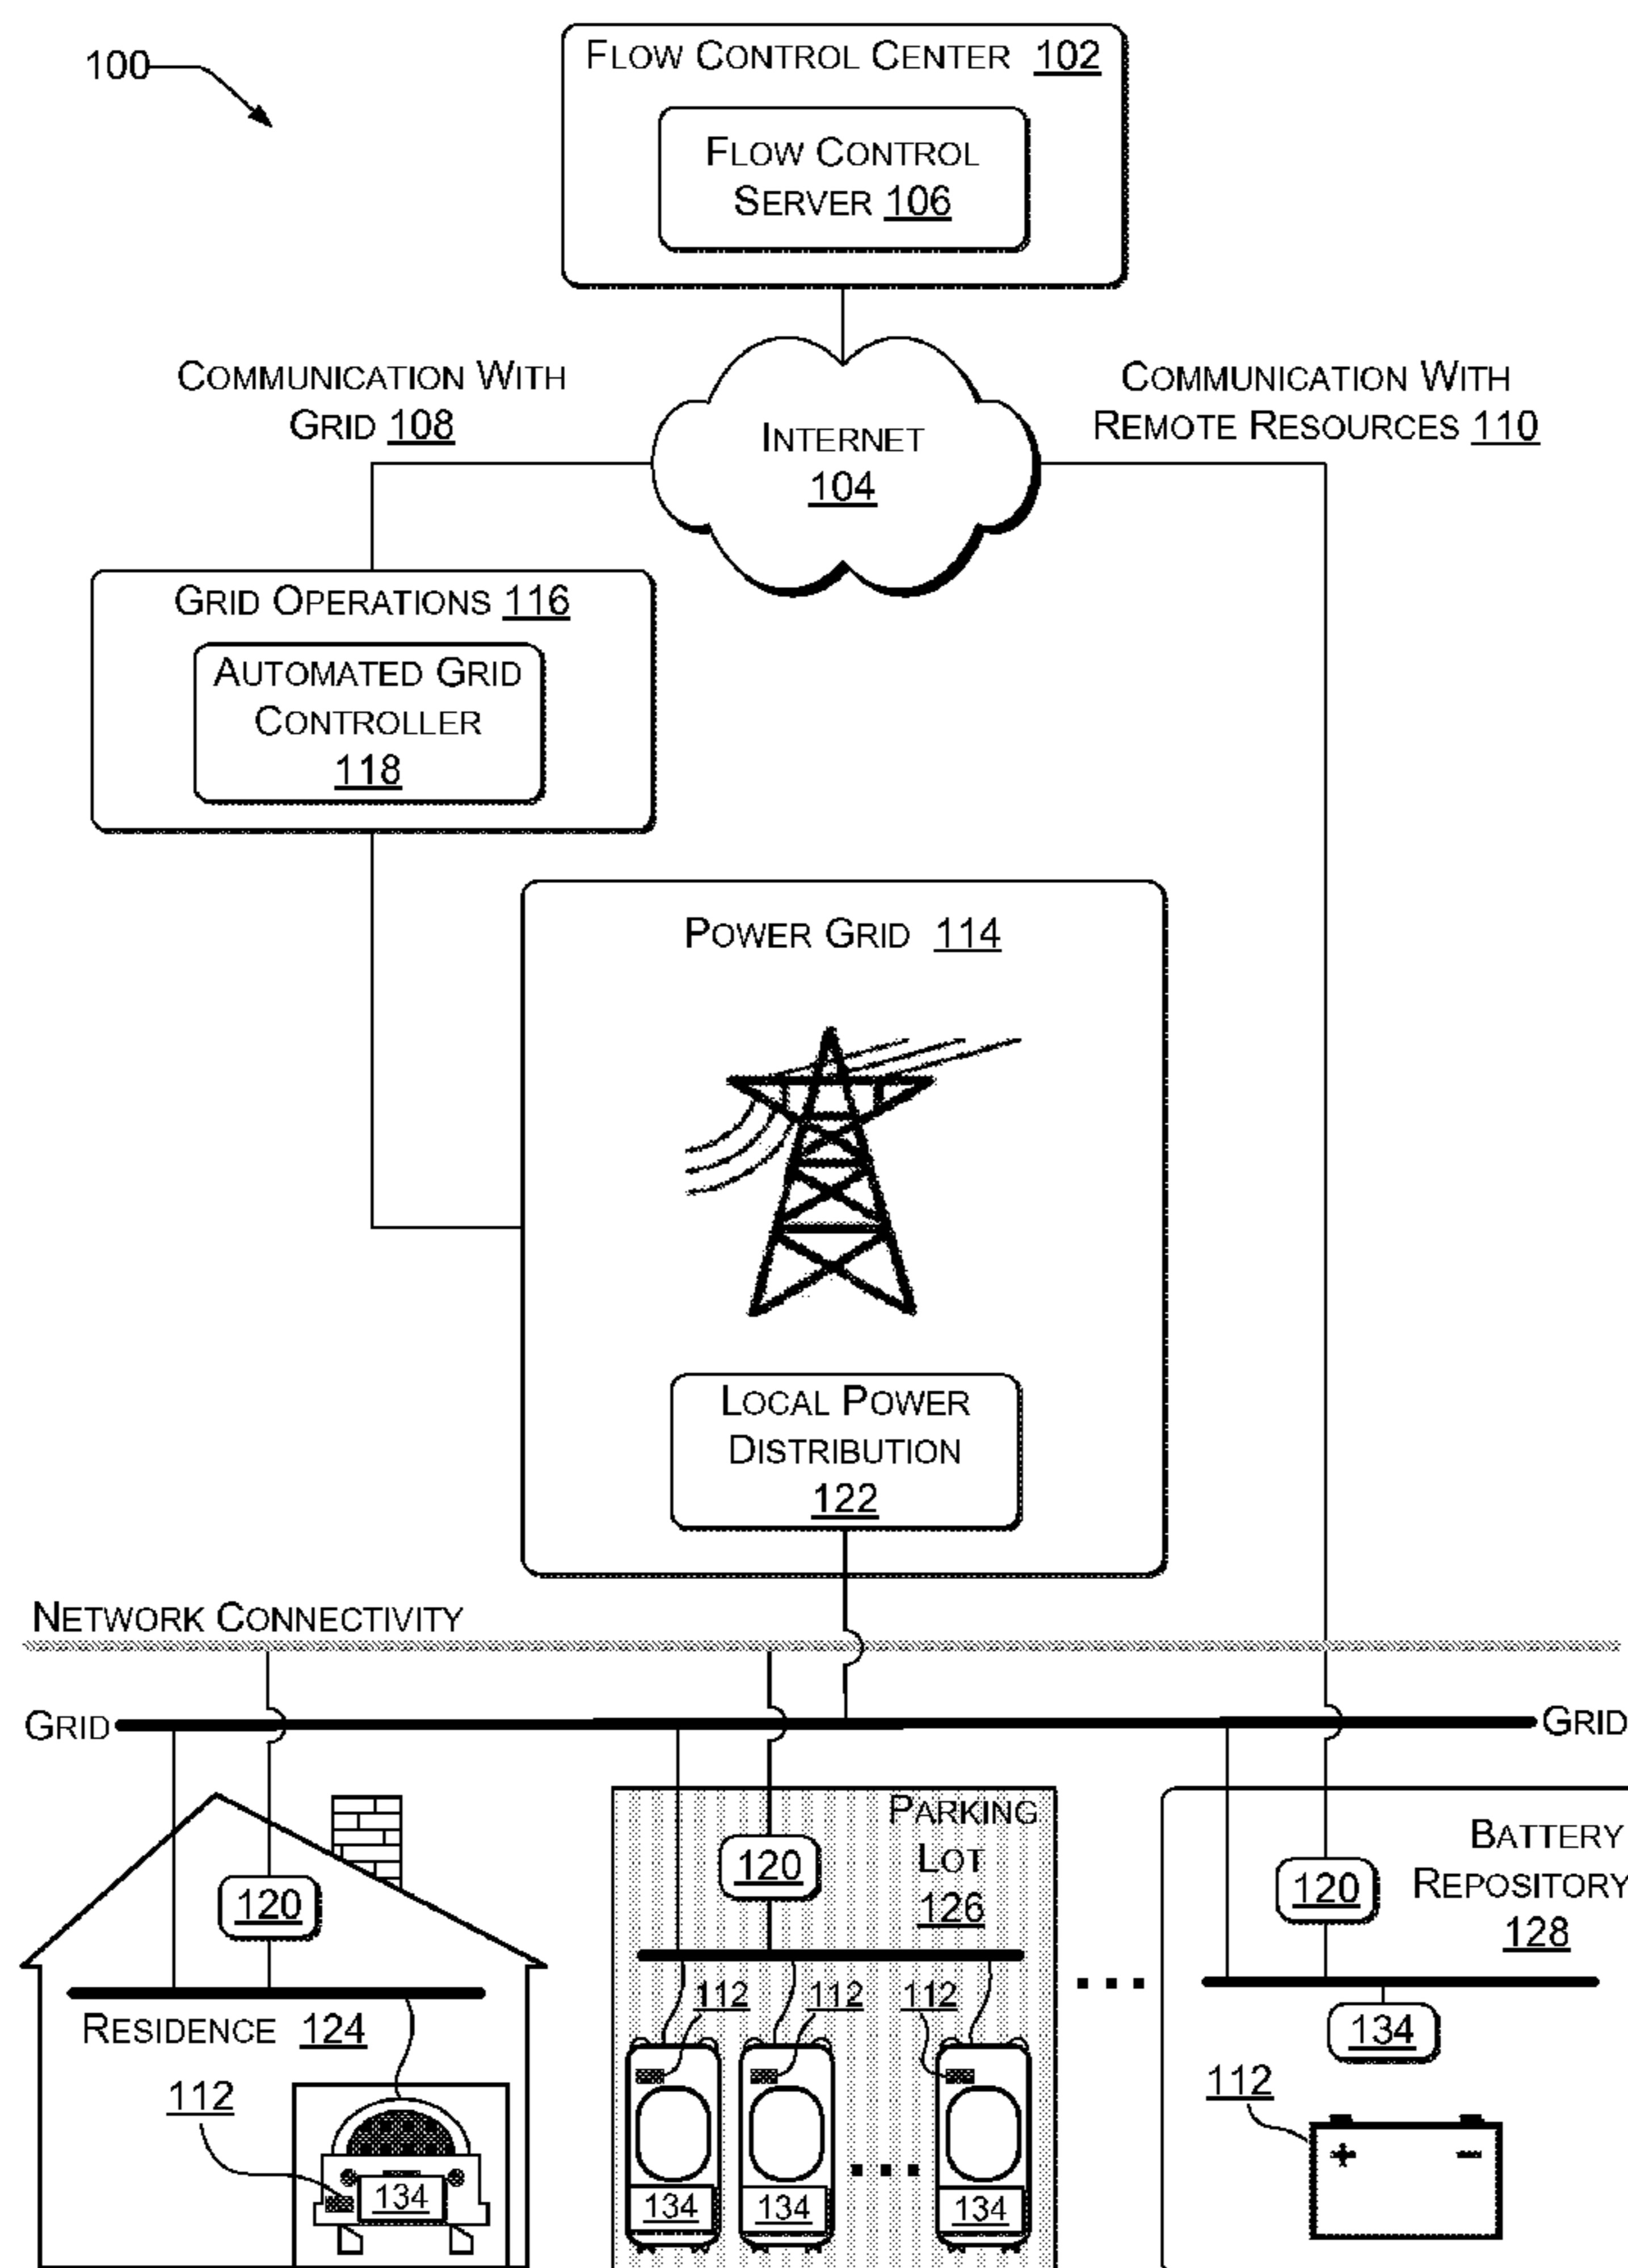 100
FLOW CONTROL CENTER 102
FLOW CONTROL
SERVER 106
COMMUNICATION WITH
GRID 108
INTERNET
104
COMMUNICATION WITH
REMOTE RESOURCES 110
GRID OPERATIONS 116
AUTOMATED GRID
CONTROLLER
118
POWER GRID 114
LOCAL POWER
DISTRIBUTION
122
NETWORK CONNECTIVITY
GRID
GRID
120
RESIDENCE 124
112
134
PARKING
LOT
126
120
112
112
112
134
134
134
BATTERY
REPOSITORY
128
120
134
112
+
−